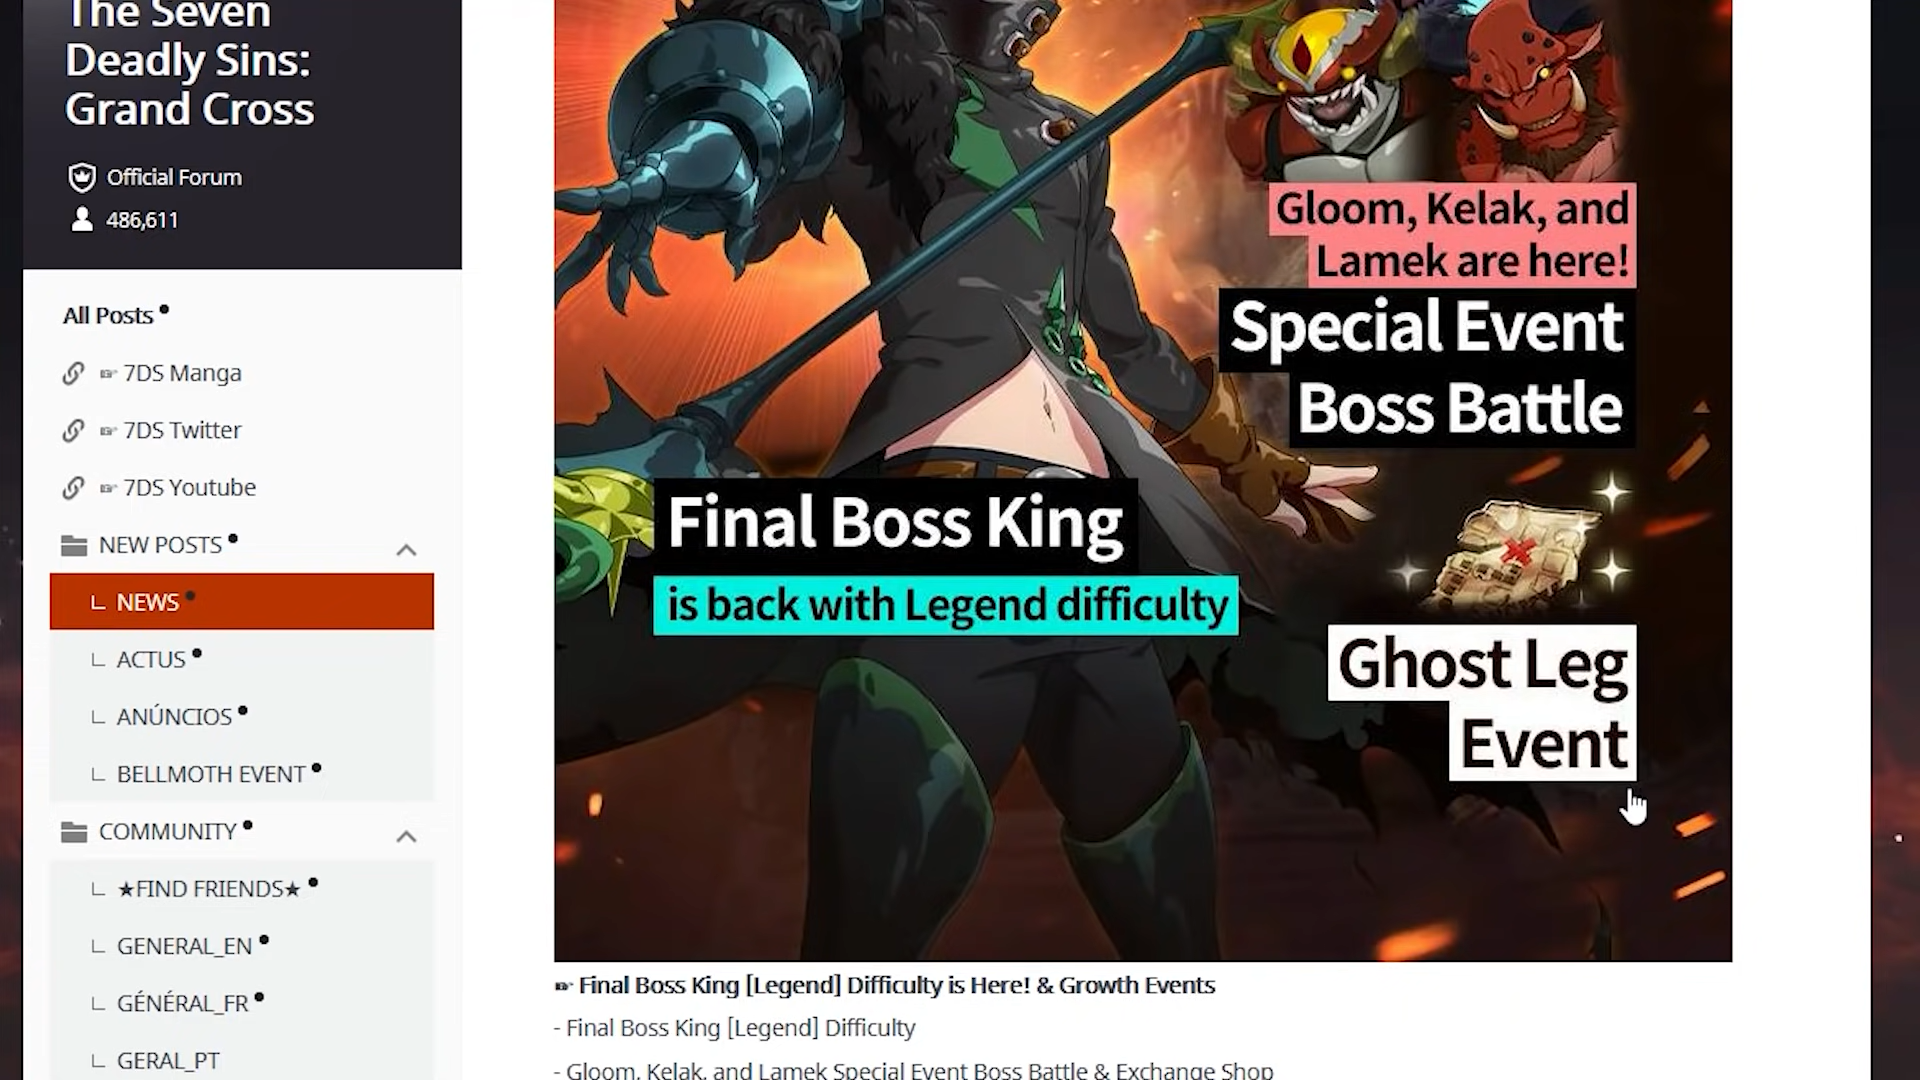 The Seven
Deadly Sins:
Grand Cross
Official Forum
486,611
All Posts
7DS Manga
7DS Twitter
7DS Youtube
NEW POSTS
NEWS
ACTUS
ANÚNCIOS
BELLMOTH EVENT
COMMUNITY
★FIND FRIENDS★
GENERAL_EN
GÉNÉRAL_FR
GERAL_PT
Gloom, Kelak, and
Lamek are here!
Special Event
Boss Battle
Final Boss King
is back with Legend difficulty
Ghost Leg
Event
☞ Final Boss King [Legend] Difficulty is Here! & Growth Events
- Final Boss King [Legend] Difficulty
- Gloom, Kelak, and Lamek Special Event Boss Battle & Exchange Shop